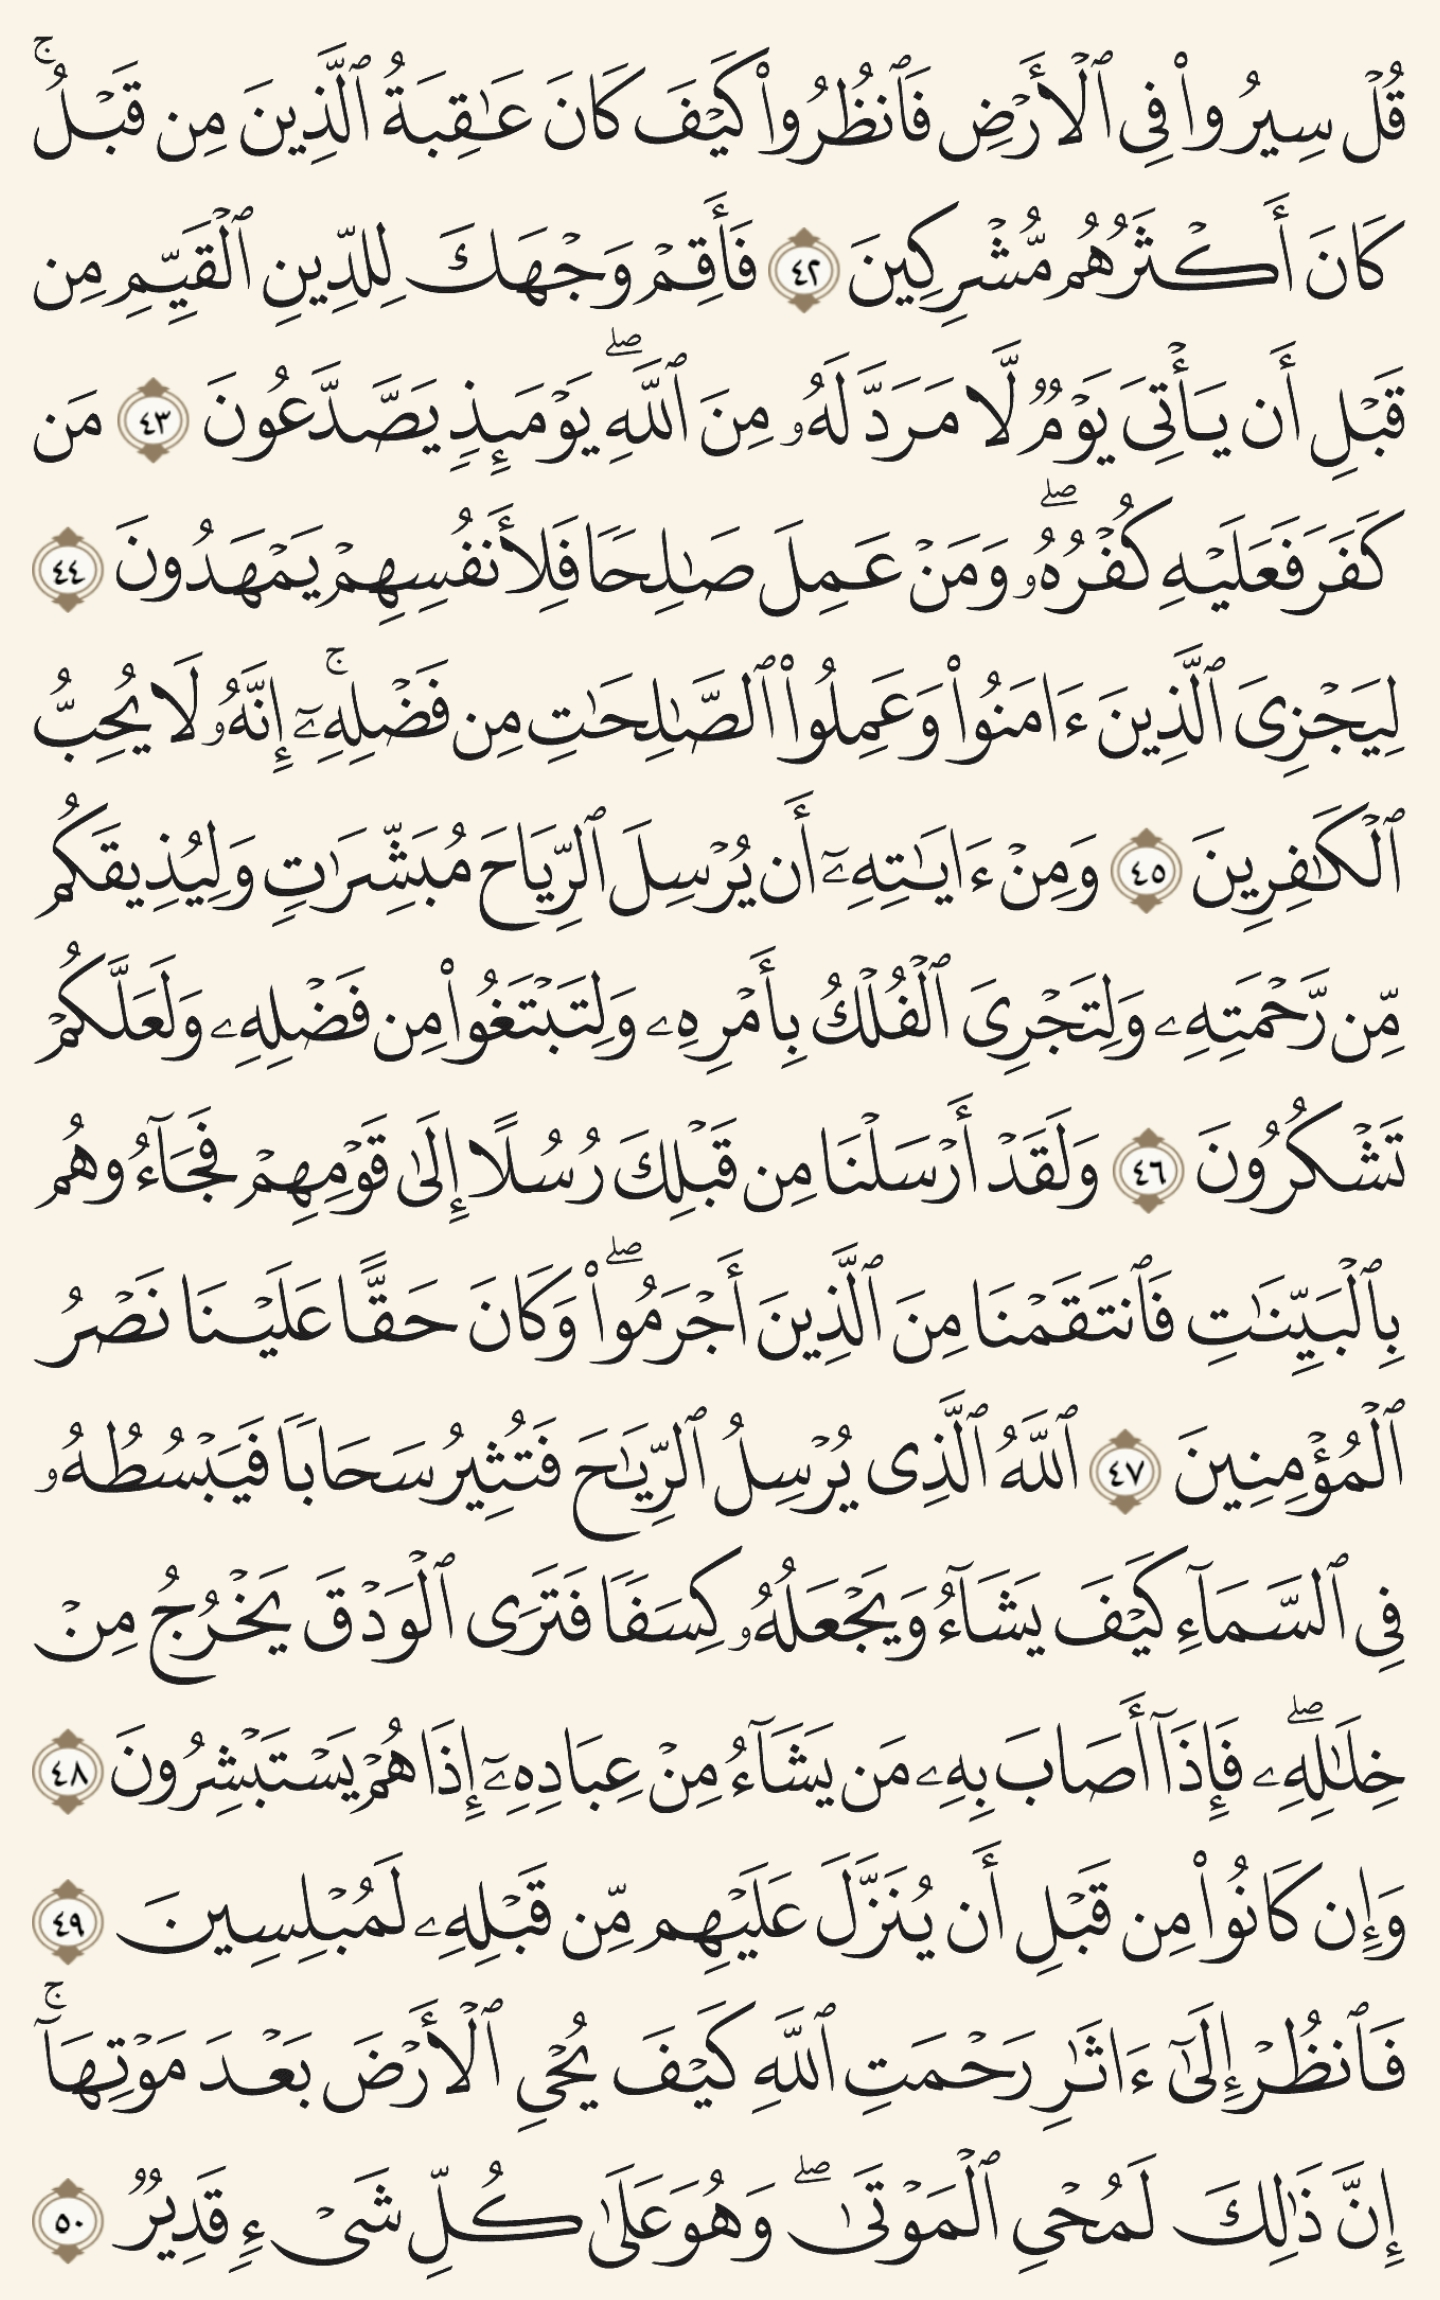 قُلْ سِيرُوا۟ فِى ٱلْأَرْضِ فَٱنظُرُوا۟ كَيْفَ كَانَ عَـٰقِبَةُ ٱلَّذِينَ مِن قَبْلُ ۚ
كَانَ أَكْثَرُهُم مُّشْرِكِينَ ٤٢ فَأَقِمْ وَجْهَكَ لِلدِّينِ ٱلْقَيِّمِ مِن
قَبْلِ أَن يَأْتِىَ يَوْمٌ لَّا مَرَدَّ لَهُۥ مِنَ ٱللَّهِ ۖ يَوْمَئِذٍ يَصَّدَّعُونَ ٤٣ مَن
كَفَرَ فَعَلَيْهِ كُفْرُهُۥ ۖ وَمَنْ عَمِلَ صَـٰلِحًا فَلِأَنفُسِهِمْ يَمْهَدُونَ ٤٤
لِيَجْزِىَ ٱلَّذِينَ ءَامَنُوا۟ وَعَمِلُوا۟ ٱلصَّـٰلِحَـٰتِ مِن فَضْلِهِۦٓ ۚ إِنَّهُۥ لَا يُحِبُّ
ٱلْكَـٰفِرِينَ ٤٥ وَمِنْ ءَايَـٰتِهِۦٓ أَن يُرْسِلَ ٱلرِّيَاحَ مُبَشِّرَٰتٍ وَلِيُذِيقَكُم
مِّن رَّحْمَتِهِۦ وَلِتَجْرِىَ ٱلْفُلْكُ بِأَمْرِهِۦ وَلِتَبْتَغُوا۟ مِن فَضْلِهِۦ وَلَعَلَّكُمْ
تَشْكُرُونَ ٤٦ وَلَقَدْ أَرْسَلْنَا مِن قَبْلِكَ رُسُلًا إِلَىٰ قَوْمِهِمْ فَجَآءُوهُم
بِٱلْبَيِّنَـٰتِ فَٱنتَقَمْنَا مِنَ ٱلَّذِينَ أَجْرَمُوا۟ ۖ وَكَانَ حَقًّا عَلَيْنَا نَصْرُ
ٱلْمُؤْمِنِينَ ٤٧ ٱللَّهُ ٱلَّذِى يُرْسِلُ ٱلرِّيَـٰحَ فَتُثِيرُ سَحَابًا فَيَبْسُطُهُۥ
فِى ٱلسَّمَآءِ كَيْفَ يَشَآءُ وَيَجْعَلُهُۥ كِسَفًا فَتَرَى ٱلْوَدْقَ يَخْرُجُ مِنْ
خِلَـٰلِهِۦ ۖ فَإِذَآ أَصَابَ بِهِۦ مَن يَشَآءُ مِنْ عِبَادِهِۦٓ إِذَا هُمْ يَسْتَبْشِرُونَ ٤٨
وَإِن كَانُوا۟ مِن قَبْلِ أَن يُنَزَّلَ عَلَيْهِم مِّن قَبْلِهِۦ لَمُبْلِسِينَ ٤٩
فَٱنظُرْ إِلَىٰٓ ءَاثَـٰرِ رَحْمَتِ ٱللَّهِ كَيْفَ يُحْىِ ٱلْأَرْضَ بَعْدَ مَوْتِهَآ ۚ
إِنَّ ذَٰلِكَ لَمُحْىِ ٱلْمَوْتَىٰ ۖ وَهُوَ عَلَىٰ كُلِّ شَىْءٍ قَدِيرٌ ٥٠